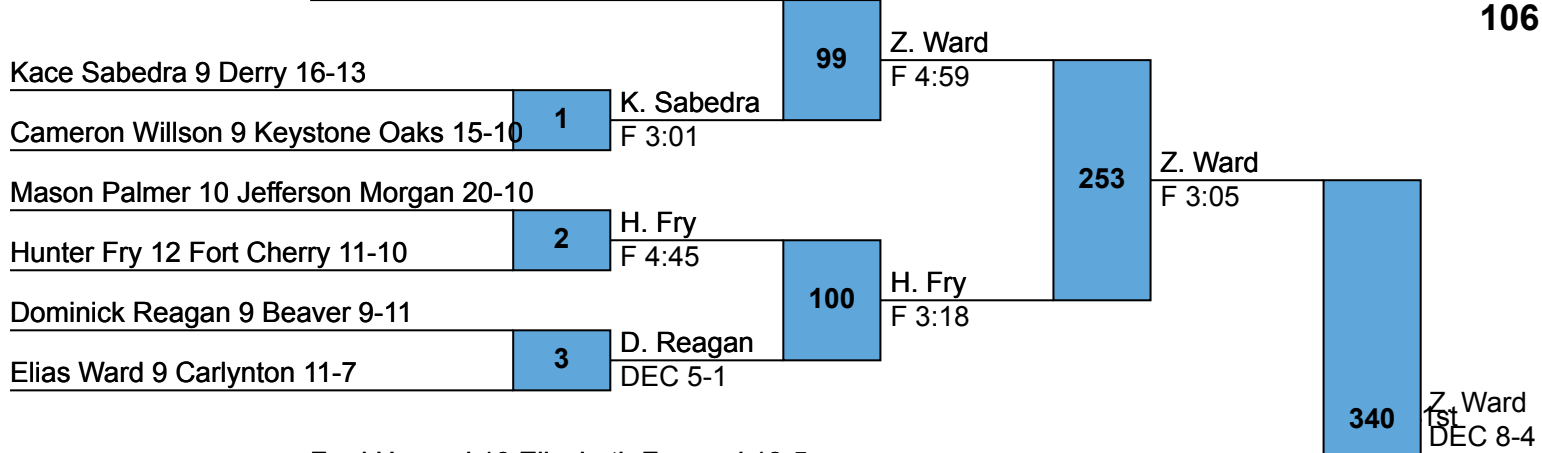 106
Z. Ward
99
F 4:59
Kace Sabedra 9 Derry 16-13
K. Sabedra
1
Cameron Willson 9 Keystone Oaks 15-10
F 3:01
Z. Ward
253
F 3:05
Mason Palmer 10 Jefferson Morgan 20-10
H. Fry
2
Hunter Fry 12 Fort Cherry 11-10
F 4:45
H. Fry
100
F 3:18
Dominick Reagan 9 Beaver 9-11
D. Reagan
3
Elias Ward 9 Carlynton 11-7
DEC 5-1
Z. Ward
340
1st
DEC 8-4